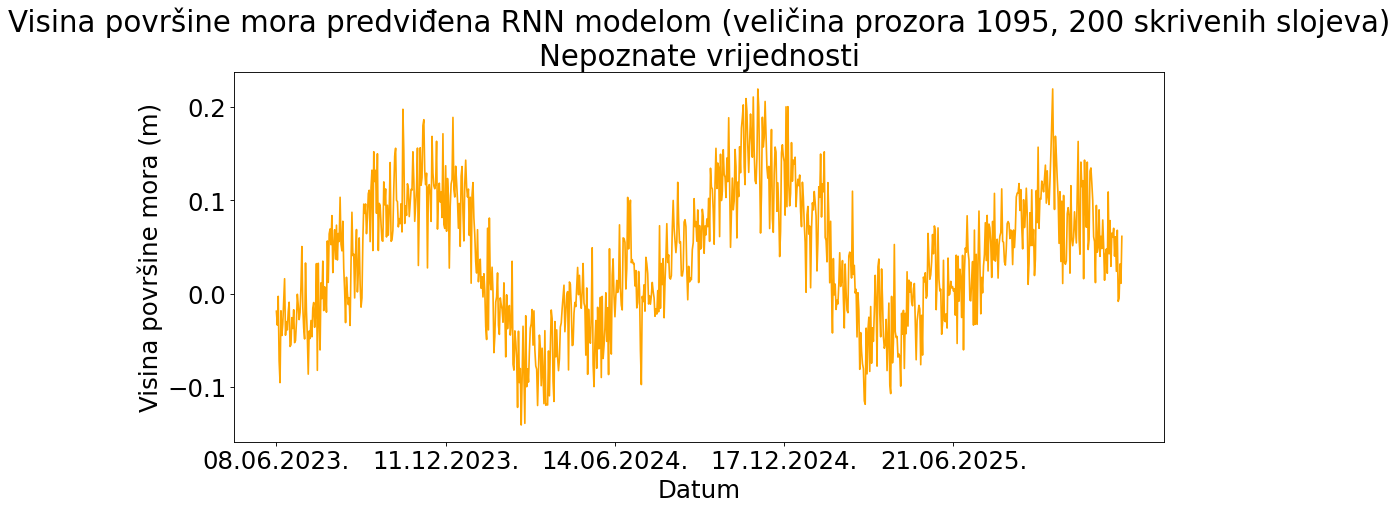 Visina površine mora predviđena RNN modelom (veličina prozora 1095, 200 skrivenih slojeva)
Nepoznate vrijednosti
Visina površine mora (m)
0.2
0.1
0.0
−0.1
08.06.2023. 11.12.2023. 14.06.2024. 17.12.2024. 21.06.2025.
Datum